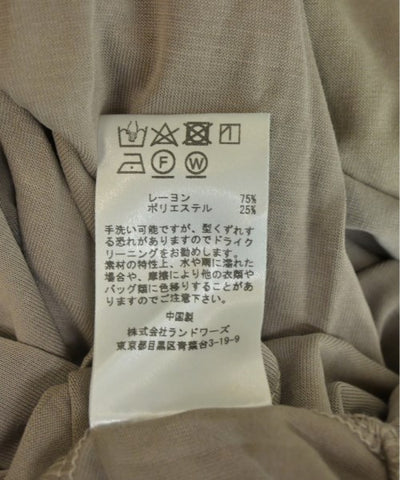 F W
レーヨン 75%
ポリエステル 25%
手洗い可能ですが、型くずれす
る恐れがありますのでドライク
リーニングをお勧めします。
素材の特性上、水や雨に濡れた
場合や、摩擦により他の衣類や
バッグ類に色移りすることがあ
りますのでご注意下さい。
中国製
株式会社ランドワーズ
東京都目黒区青葉台3-19-9